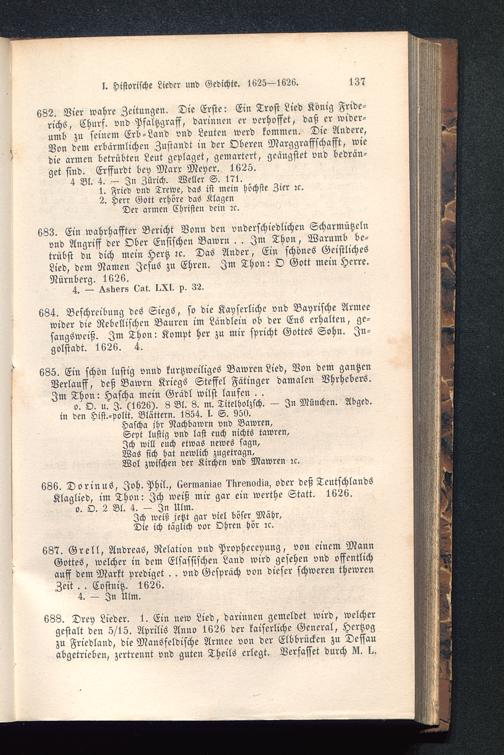 I. Historische Lieder und Gedichte. 1625—1626. 137
682. Vier wahre Zeitungen. Die Erste: Ein Trost Lied König Fride-
richs, Churf. vnd Pfaltzgraff, darinnen er verhoffet, daß er wider-
umb zu seinem Erb-Land vnd Leuten werd kommen. Die Andere,
Von dem erbärmlichen Zustandt in der Oberen Marggraffschafft, wie
die armen betrübten Leut geplaget, gemartert, geängstet vnd bedrän-
get sind. Erffurdt bey Marx Meyer. 1625.
4 Bl. 4. — In Zürich. Weller S. 171.
1. Fried vnd Trewe, das ist mein höchste Zier ꝛc.
2. Herr Gott erhöre das Klagen
Der armen Christen dein ꝛc.
683. Ein wahrhaffter Bericht Vonn den vnderschiedlichen Scharmützeln
vnd Angriff der Ober Ensischen Bawrn . . Im Thon, Warumb be-
trübst du dich mein Hertz ꝛc. Das Ander, Ein schönes Geistliches
Lied, dem Namen Jesus zu Ehren. Im Thon: O Gott mein Herre.
Nürnberg. 1626.
4. — Ashers Cat. LXI. p. 32.
684. Beschreibung des Siegs, so die Kayserliche vnd Bayrische Armee
wider die Rebellischen Bauren im Ländlein ob der Ens erhalten, ge-
sangsweiß. Im Thon: Kompt her zu mir spricht Gottes Sohn. In-
golstadt. 1626. 4.
685. Ein schön lustig vnnd kurtzweiliges Bawren Lied, Von dem gantzen
Verlauff, deß Bawrn Kriegs Steffel Fätinger damalen Vhrhebers.
Im Thon: Hascha mein Grädl wilst laufen . .
o. O. u. J. (1626). 8 Bl. 8. m. Titelholzsch. — In München. Abged.
in den Hist.-polit. Blättern. 1854. I. S. 950.
Hascha ihr Nachbawrn vnd Bawren,
Seyt lustig vnd last euch nichts tawren,
Ich will euch etwas newes sagn,
Was sich hat newlich zugetragn,
Wol zwischen der Kirchen vnd Mawren ꝛc.
686. Dorinus, Joh. Phil., Germaniae Threnodia, oder deß Teutschlands
Klaglied, im Thon: Ich weiß mir gar ein werthe Statt. 1626.
o. O. 2 Bl. 4. — In Ulm.
Ich weiß jetzt gar viel böser Mähr,
Die ich täglich vor Ohren hör ꝛc.
687. Grell, Andreas, Relation vnd Propheceyung, von einem Mann
Gottes, welcher in dem Elsassischen Land wird gesehen vnd offentlich
auff dem Markt prediget . . vnd Gespräch von dieser schweren thewren
Zeit . . Costnitz. 1626.
4. — In Ulm.
688. Drey Lieder. 1. Ein new Lied, darinnen gemeldet wird, welcher
gestalt den 5/15. Aprilis Anno 1626 der kaiserliche General, Hertzog
zu Friedland, die Mansfeldische Armee von der Elbbrücken zu Dessau
abgetrieben, zertrennt vnd guten Theils erlegt. Verfasset durch M. L.